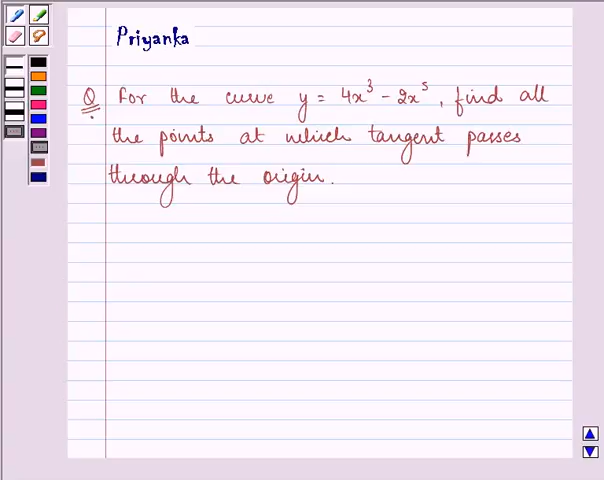 Priyanka
Q For the curve y = 4x³ - 2x⁵, find all
the points at which tangent passes
through the origin.